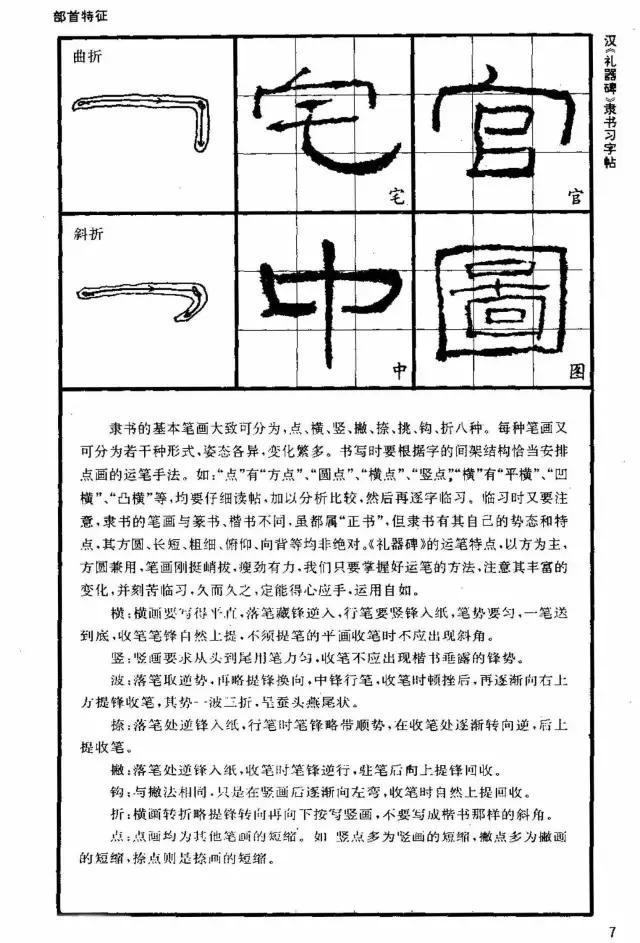 部首特征
汉《礼器碑》隶书习字帖
曲折
宅
宅
官
官
斜折
中
中
圖
图
隶书的基本笔画大致可分为,点、横、竖、撇、捺、挑、钩、折八种。每种笔画又
可分为若干种形式,姿态各异,变化繁多。书写时要根据字的间架结构恰当安排
点画的运笔手法。如:“点”有“方点”、“圆点”、“横点”、“竖点”;“横”有“平横”、“凹
横”、“凸横”等,均要仔细读帖,加以分析比较,然后再逐字临习。临习时又要注
意,隶书的笔画与篆书、楷书不同,虽都属“正书”,但隶书有其自己的势态和特
点,其方圆、长短、粗细、俯仰、向背等均非绝对。《礼器碑》的运笔特点,以方为主,
方圆兼用,笔画刚挺峭拔,瘦劲有力,我们只要掌握好运笔的方法,注意其丰富的
变化,并刻苦临习,久而久之,定能得心应手,运用自如。
横:横画要写得平直,落笔藏锋逆入,行笔要竖锋入纸,笔势要匀,一笔送
到底,收笔笔锋自然上提,不须提笔的平画收笔时不应出现斜角。
竖:竖画要求从头到尾用笔力匀,收笔不应出现楷书垂露的锋势。
波:落笔取逆势,再略提锋换向,中锋行笔,收笔时顿挫后,再逐渐向右上
方提锋收笔,其势一波三折,呈蚕头燕尾状。
捺:落笔处逆锋入纸,行笔时笔锋略带顺势,在收笔处逐渐转向逆,后上
提收笔。
撇:落笔处逆锋入纸,收笔时笔锋逆行,驻笔后向上提锋回收。
钩:与撇法相同,只是在竖画后逐渐向左弯,收笔时自然上提回收。
折:横画转折略提锋转向再向下按写竖画,不要写成楷书那样的斜角。
点:点画均为其他笔画的短缩。如 竖点多为竖画的短缩,撇点多为撇画
的短缩,捺点则是捺画的短缩。
7